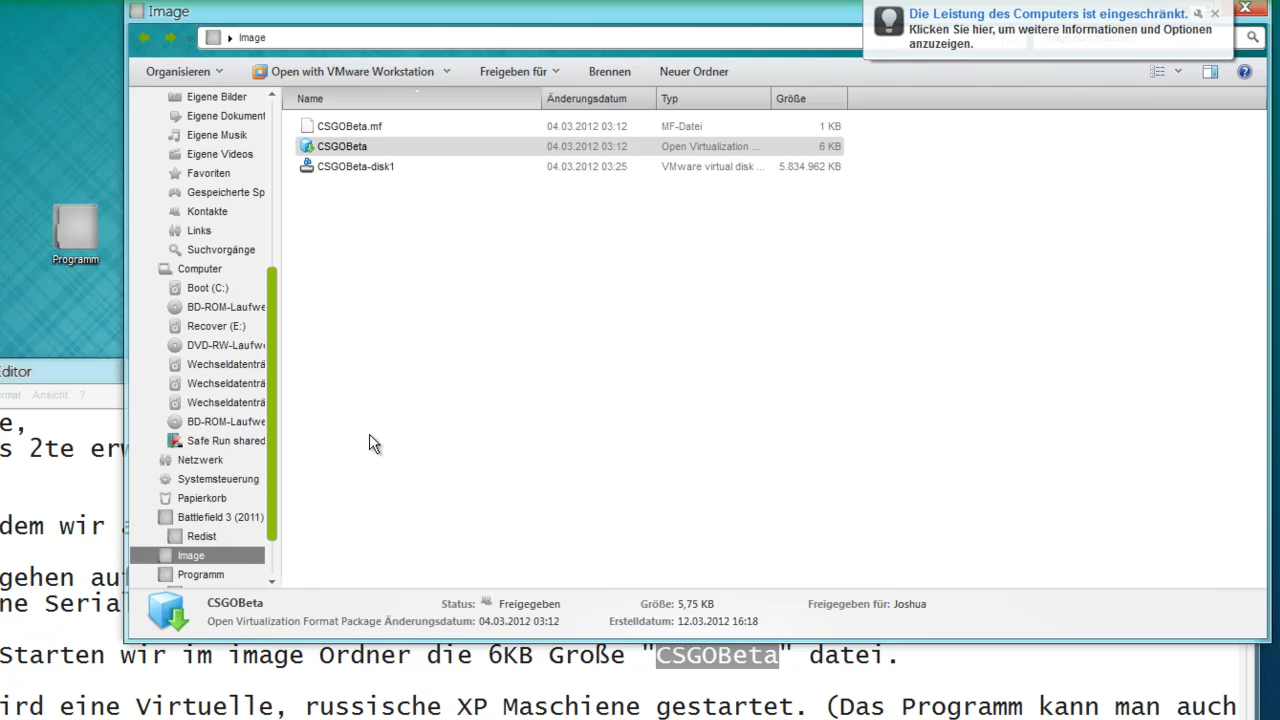 Image
Die Leistung des Computers ist eingeschränkt.
Klicken Sie hier, um weitere Informationen und Optionen
anzuzeigen.
Image
Organisieren
Open with VMware Workstation
Freigeben für
Brennen
Neuer Ordner
Name
Änderungsdatum
Typ
Größe
CSGOBeta.mf 04.03.2012 03:12 MF-Datei 1 KB
CSGOBeta 04.03.2012 03:12 Open Virtualization ... 6 KB
CSGOBeta-disk1 04.03.2012 03:25 VMware virtual disk ... 5.834.962 KB
Eigene Bilder
Eigene Dokument
Eigene Musik
Eigene Videos
Favoriten
Gespeicherte Sp
Kontakte
Links
Suchvorgänge
Computer
Boot (C:)
BD-ROM-Laufwe
Recover (E:)
DVD-RW-Laufwe
Wechseldatenträ
Wechseldatenträ
Wechseldatenträ
BD-ROM-Laufwe
Safe Run shared
Netzwerk
Systemsteuerung
Papierkorb
Battlefield 3 (2011)
Redist
Image
Programm
Programm
CSGOBeta
Open Virtualization Format Package
Status: Freigegeben
Änderungsdatum: 04.03.2012 03:12
Größe: 5,75 KB
Erstelldatum: 12.03.2012 16:18
Freigegeben für: Joshua
Editor
rmat Ansicht ?
e,
s 2te erw
dem wir a
gehen auf
ne Serial
Starten wir im image Ordner die 6KB Große "CSGOBeta" datei.
ird eine Virtuelle, russische XP Maschiene gestartet. (Das Programm kann man auch